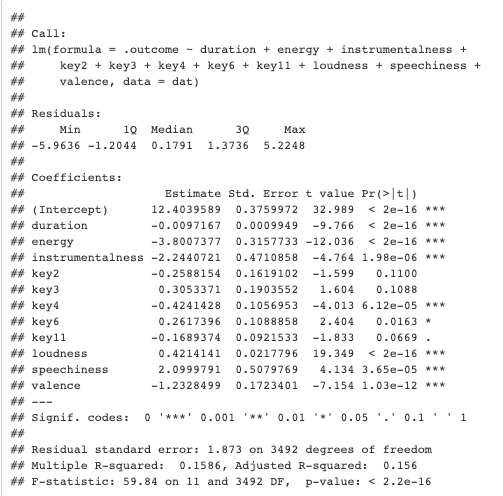 ##
## Call:
## lm(formula = .outcome ~ duration + energy + instrumentalness +
##     key2 + key3 + key4 + key6 + key11 + loudness + speechiness +
##     valence, data = dat)
##
## Residuals:
##     Min      1Q  Median      3Q     Max
## -5.9636 -1.2044  0.1791  1.3736  5.2248
##
## Coefficients:
##                    Estimate Std. Error t value Pr(>|t|)
## (Intercept)      12.4039589  0.3759972  32.989  < 2e-16 ***
## duration         -0.0097167  0.0009949  -9.766  < 2e-16 ***
## energy           -3.8007377  0.3157733 -12.036  < 2e-16 ***
## instrumentalness -2.2440721  0.4710858  -4.764 1.98e-06 ***
## key2             -0.2588154  0.1619102  -1.599   0.1100
## key3              0.3053371  0.1903552   1.604   0.1088
## key4             -0.4241428  0.1056953  -4.013 6.12e-05 ***
## key6              0.2617396  0.1088858   2.404   0.0163 *
## key11            -0.1689374  0.0921533  -1.833   0.0669 .
## loudness          0.4214141  0.0217796  19.349  < 2e-16 ***
## speechiness       2.0999791  0.5079769   4.134 3.65e-05 ***
## valence          -1.2328499  0.1723401  -7.154 1.03e-12 ***
## ---
## Signif. codes:  0 '***' 0.001 '**' 0.01 '*' 0.05 '.' 0.1 ' ' 1
##
## Residual standard error: 1.873 on 3492 degrees of freedom
## Multiple R-squared:  0.1586, Adjusted R-squared:  0.156
## F-statistic: 59.84 on 11 and 3492 DF,  p-value: < 2.2e-16